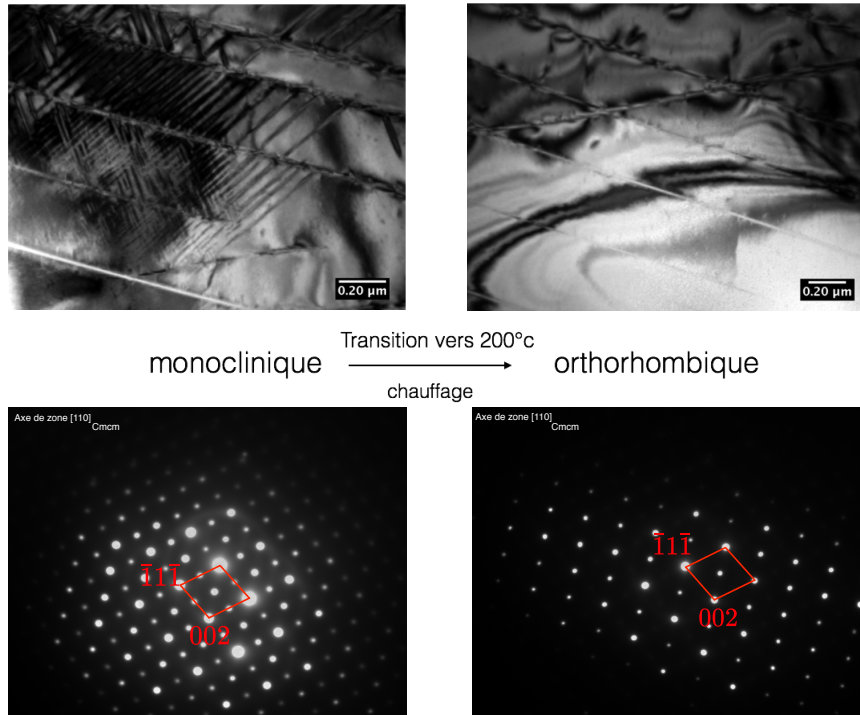 0.20 µm
0.20 µm
Transition vers 200°c
monoclinique
orthorhombique
chauffage
Axe de zone [110]
Cmcm
Axe de zone [110]
Cmcm
1̅11̅
002
1̅11̅
002